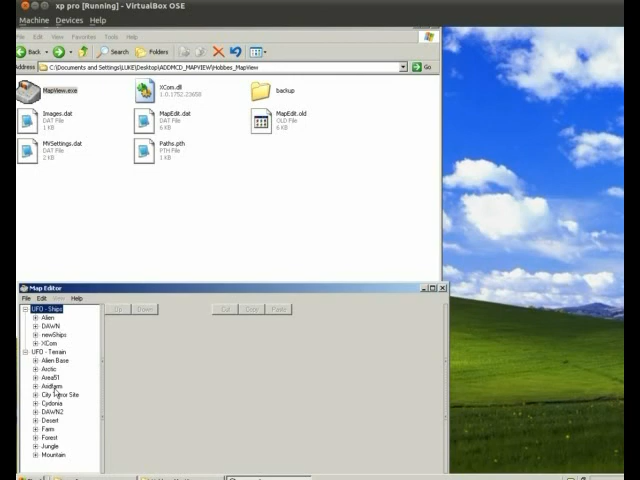 xp pro [Running] - VirtualBox OSE
Machine Devices Help
File Edit View Favorites Tools Help
Back Search Folders
Address C:\Documents and Settings\LUKE\Desktop\ADDMCD_MAPVIEW\Hobbes_MapView Go
MapView.exe
XCom.dll
1.0.1752.23658
backup
Images.dat
DAT File
1 KB
MapEdit.dat
DAT File
6 KB
MapEdit.old
OLD File
6 KB
MVSettings.dat
DAT File
2 KB
Paths.pth
PTH File
1 KB
Map Editor
File Edit View Help
Up Down Cut Copy Paste
UFO - Ships
Alien
DAWN
newShips
XCom
UFO - Terrain
Alien Base
Arctic
Area51
Aridfarm
City Terror Site
Cydonia
DAWN2
Desert
Farm
Forest
Jungle
Mountain